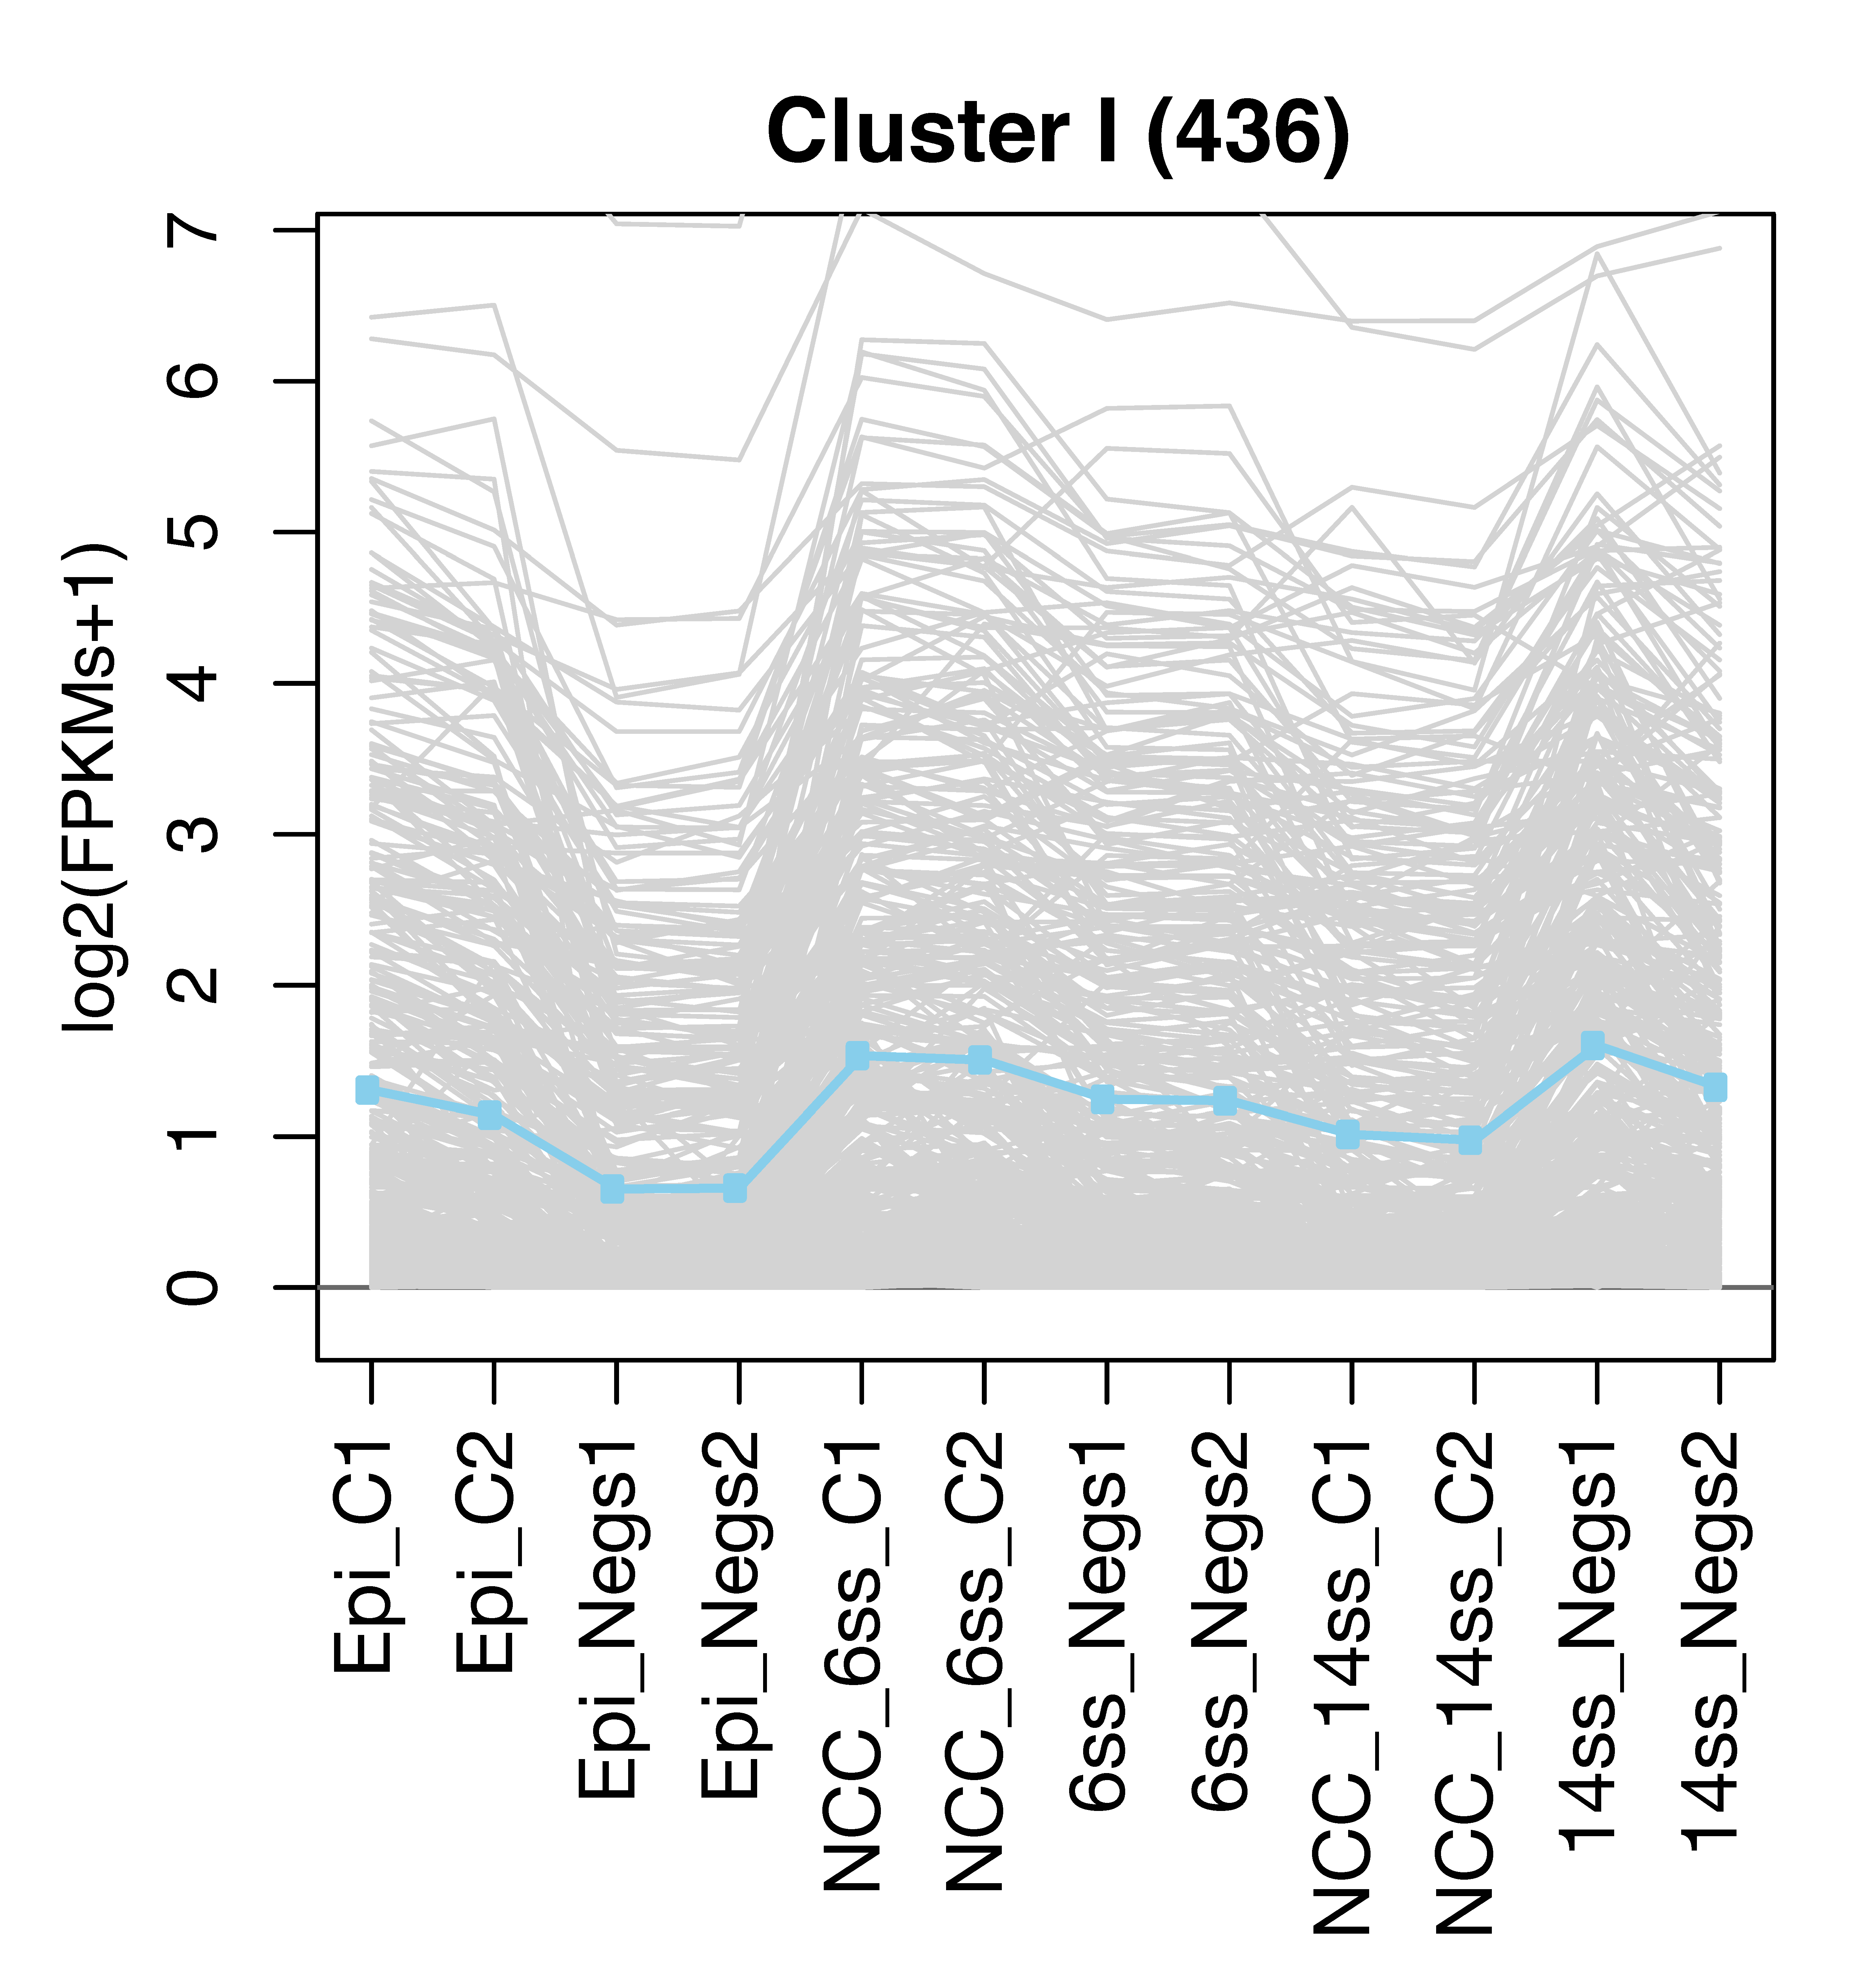 Cluster I (436)
log2(FPKMs+1)
7
6
5
4
3
2
1
0
Epi_C1
Epi_C2
Epi_Negs1
Epi_Negs2
NCC_6ss_C1
NCC_6ss_C2
6ss_Negs1
6ss_Negs2
NCC_14ss_C1
NCC_14ss_C2
14ss_Negs1
14ss_Negs2